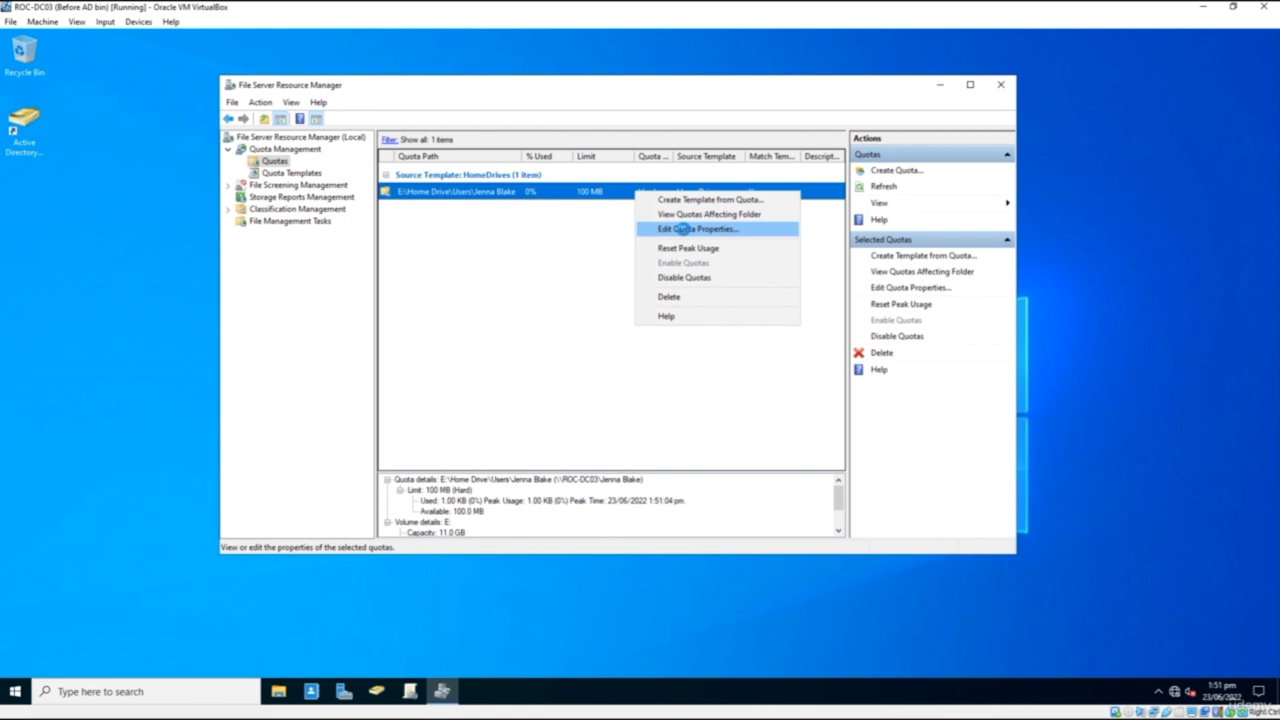 ROC-DC03 (Before AD bin) [Running] - Oracle VM VirtualBox
File Machine View Input Devices Help
Recycle Bin
Active
Directory...
File Server Resource Manager
File Action View Help
File Server Resource Manager (Local)
Quota Management
Quotas
Quota Templates
File Screening Management
Storage Reports Management
Classification Management
File Management Tasks
Filter: Show all: 1 items
Quota Path % Used Limit Quota ... Source Template Match Tem... Descript...
Source Template: HomeDrives (1 item)
E:\Home Drive\Users\Jenna Blake 0% 100 MB
Create Template from Quota...
View Quotas Affecting Folder
Edit Quota Properties...
Reset Peak Usage
Enable Quotas
Disable Quotas
Delete
Help
Quota details: E:\Home Drive\Users\Jenna Blake (\\ROC-DC03\Jenna Blake)
Limit: 100 MB (Hard)
Used: 1.00 KB (0%) Peak Usage: 1.00 KB (0%) Peak Time: 23/06/2022 1:51:04 pm.
Available: 100.0 MB
Volume details: E:
Capacity: 11.0 GB
Actions
Quotas
Create Quota...
Refresh
View
Help
Selected Quotas
Create Template from Quota...
View Quotas Affecting Folder
Edit Quota Properties...
Reset Peak Usage
Enable Quotas
Disable Quotas
Delete
Help
View or edit the properties of the selected quotas.
Type here to search
1:51 pm
23/06/2022
udemy
Right Ctrl